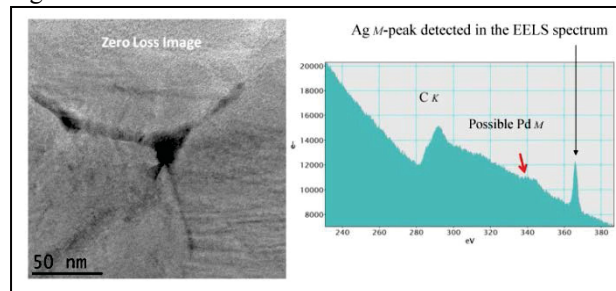 Zero Loss Image
50 nm
Ag M-peak detected in the EELS spectrum
C K
Possible Pd M
20000
18000
16000
14000
12000
10000
8000
e-
240 260 280 300 320 340 360 380
eV